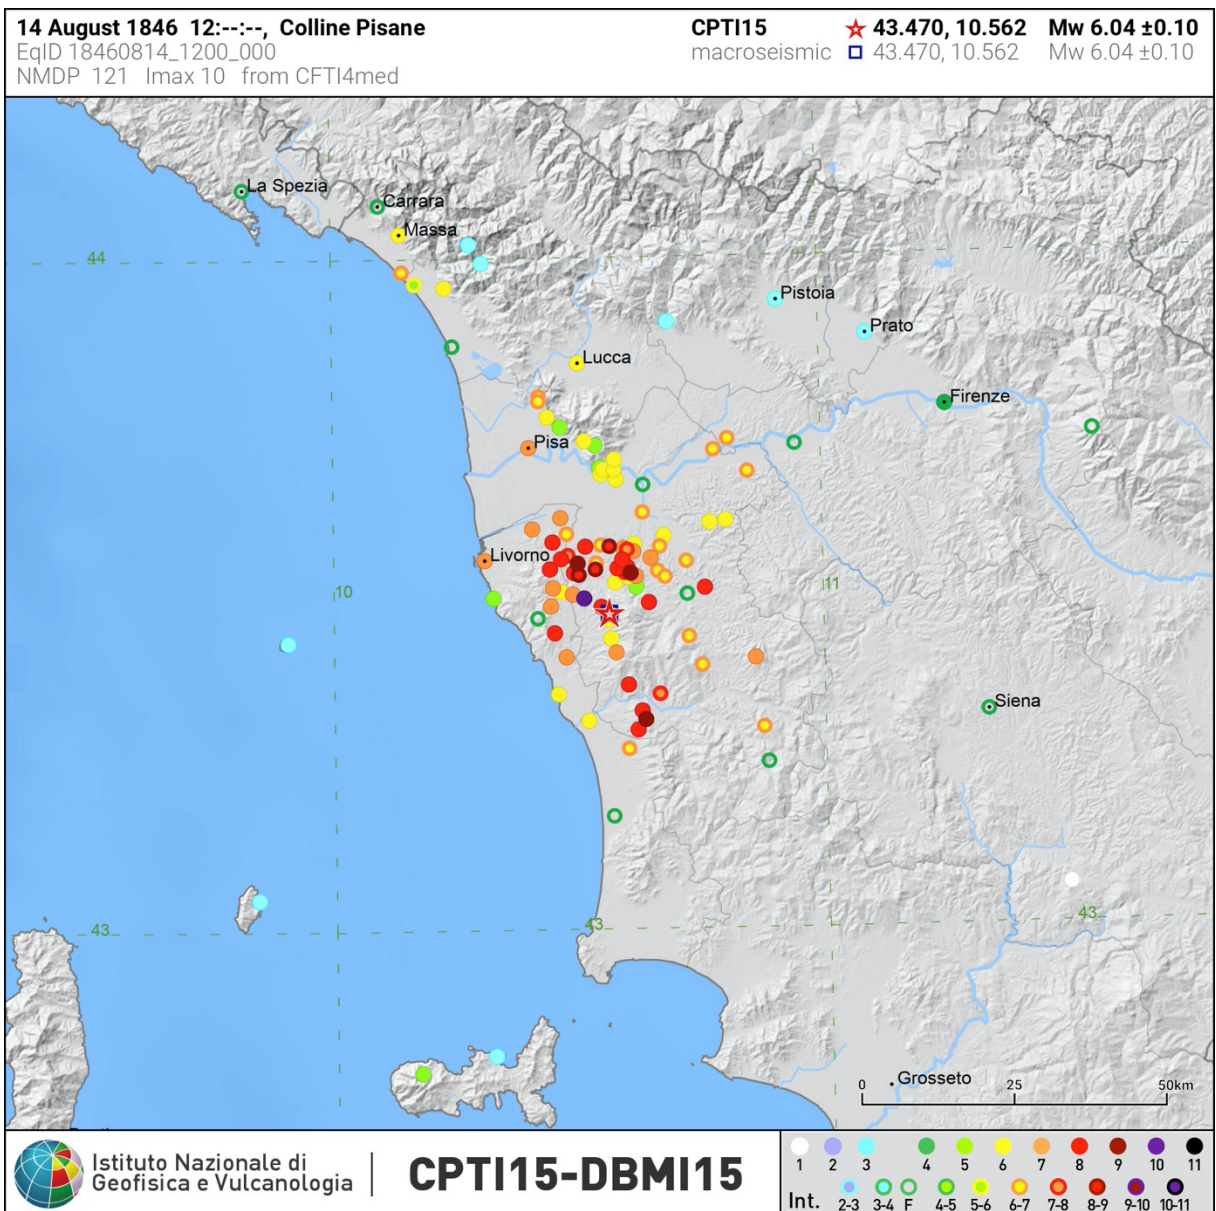 14 August 1846 12:--:--, Colline Pisane
EqID 18460814_1200_000
NMDP 121 Imax 10 from CFTI4med
CPTI15 43.470, 10.562 Mw 6.04 ±0.10
macroseismic 43.470, 10.562 Mw 6.04 ±0.10
La Spezia
Carrara
Massa
44
Pistoia
Prato
Lucca
Firenze
Pisa
Livorno
10
11
Siena
43
43
43
Grosseto
0 25 50km
Istituto Nazionale di
Geofisica e Vulcanologia
CPTI15-DBMI15
1 2 3 4 5 6 7 8 9 10 11
Int. 2-3 3-4 F 4-5 5-6 6-7 7-8 8-9 9-10 10-11